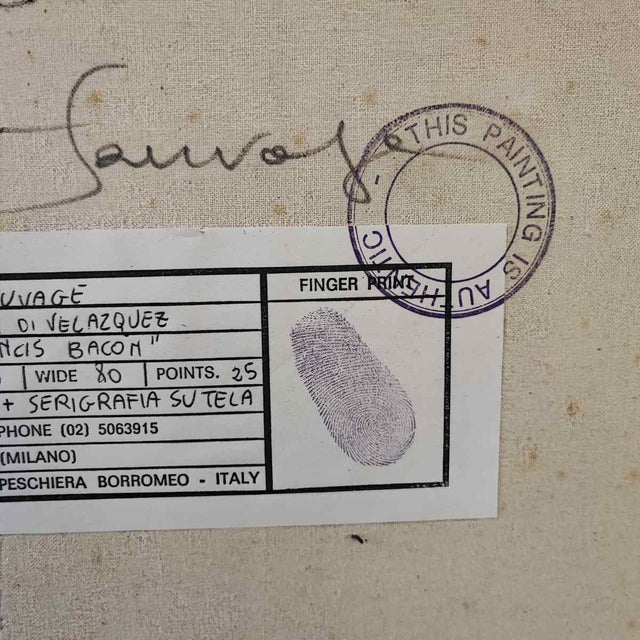 Sauvage
THIS PAINTING IS AUTHENTIC -
UVAGE
FINGER PRINT
DI VELAZQUEZ
NCIS BACON"
WIDE 80 POINTS. 25
+ SERIGRAFIA SU TELA
PHONE (02) 5063915
(MILANO)
PESCHIERA BORROMEO - ITALY